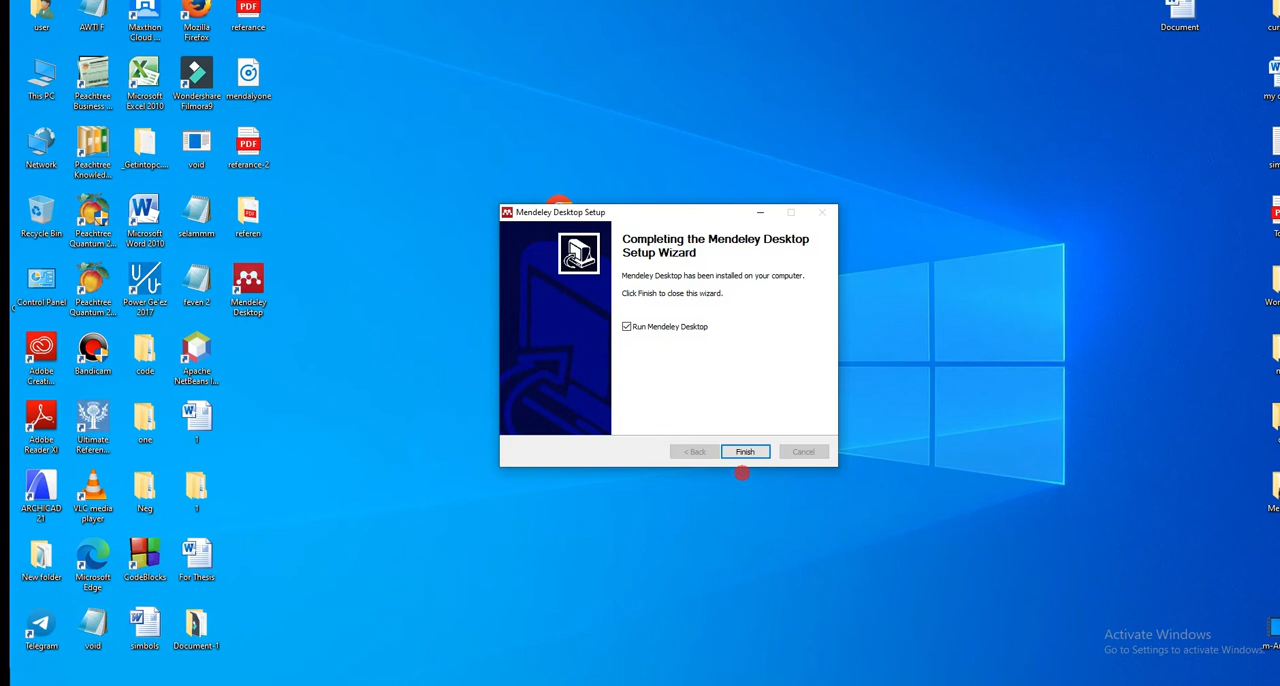 user
AWTI.F
Maxthon
Cloud ...
Mozilla
Firefox
PDF
referance
This PC
Peachtree
Business ...
Microsoft
Excel 2010
Wondershare
Filmora9
mendalyone
Network
Peachtree
Knowled...
_Getintopc....
void
PDF
referance-2
Recycle Bin
Peachtree
Quantum 2...
Microsoft
Word 2010
selammm
PDF
referen
Control Panel
Peachtree
Quantum 2...
Power Ge'ez
2017
feven 2
Mendeley
Desktop
Adobe
Creati...
Bandicam
code
Apache
NetBeans I...
Adobe
Reader XI
Ultimate
Referen...
one
1
ARCHICAD
21
VLC media
player
Neg
1
New folder
Microsoft
Edge
CodeBlocks
For Thesis
Telegram
void
simbols
Document-1
Mendeley Desktop Setup
Completing the Mendeley Desktop
Setup Wizard
Mendeley Desktop has been installed on your computer.
Click Finish to close this wizard.
Run Mendeley Desktop
< Back
Finish
Cancel
Document
Activate Windows
Go to Settings to activate Windows.